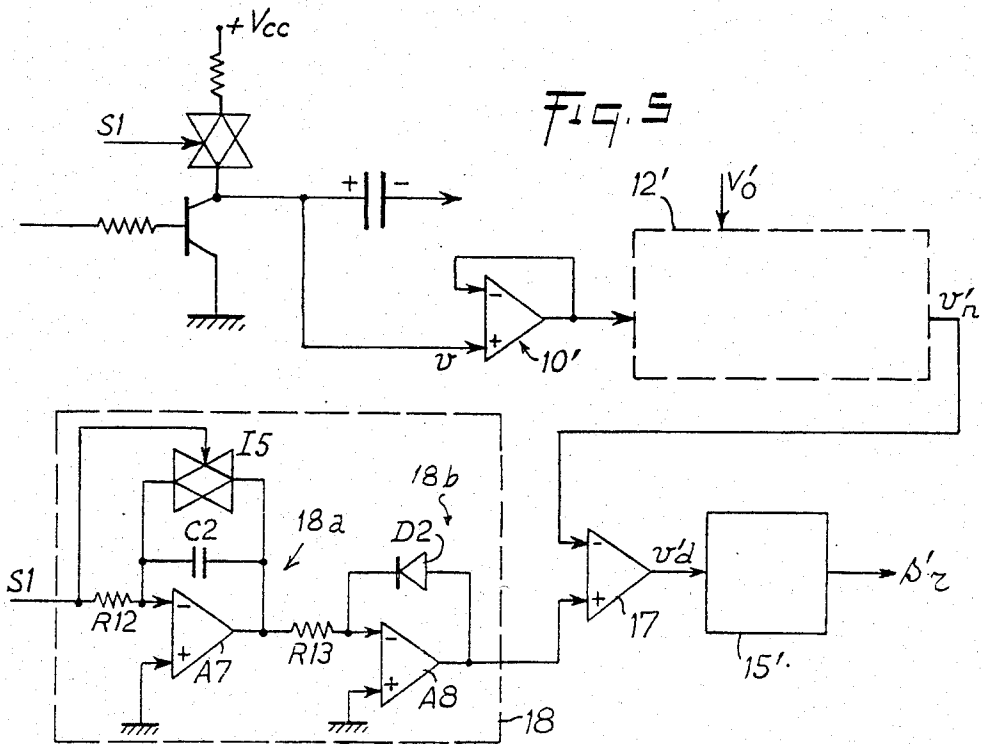 +Vcc
Fig. 5
S1
+ -
12'
V'o
v'n
-
+
v
10'
I5
C2
18a
18b
D2
S1
R12
-
+
A7
R13
-
+
A8
-
+
17
v'd
s'r
15'.
18